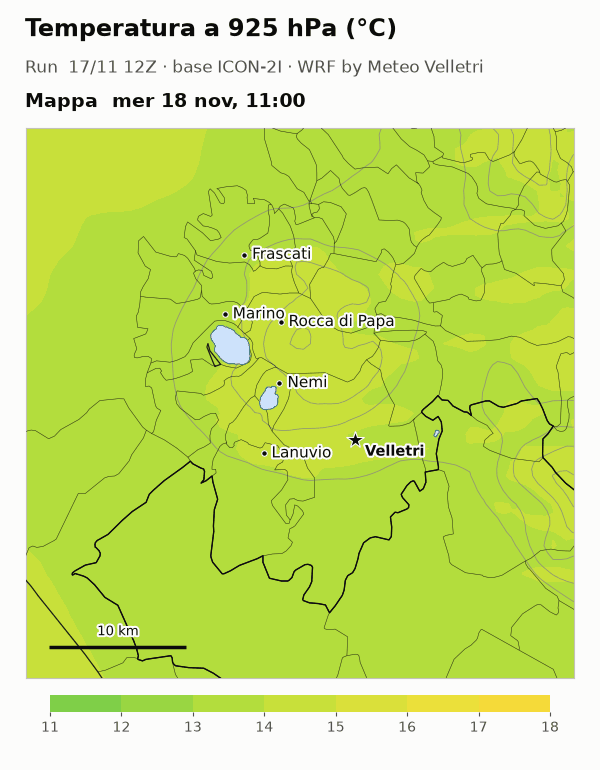 Temperatura a 925 hPa (°C)
Run  17/11 12Z · base ICON-2I · WRF by Meteo Velletri
Mappa  mer 18 nov, 11:00
Frascati
Marino
Rocca di Papa
Nemi
Velletri
Lanuvio
10 km
11 12 13 14 15 16 17 18